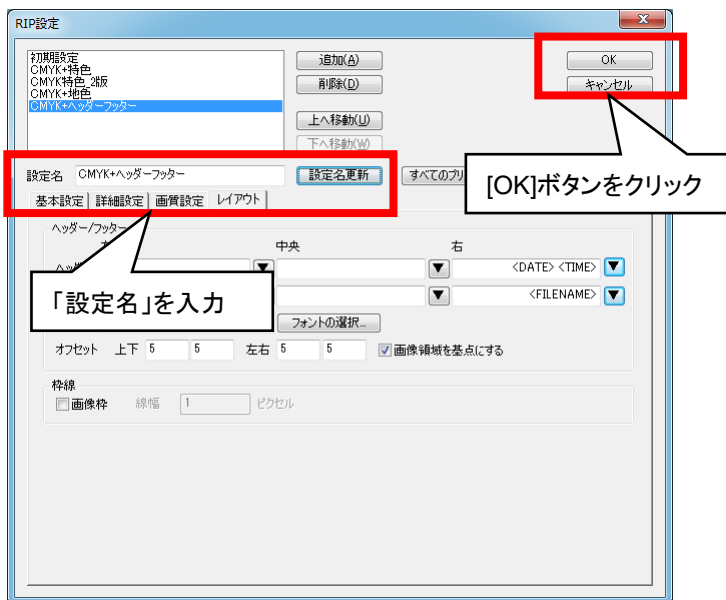 RIP設定
初期設定
CMYK+特色
CMYK特色_2版
CMYK+地色
CMYK+ヘッダーフッター
追加(A)
削除(D)
上へ移動(U)
下へ移動(W)
OK
キャンセル
設定名 CMYK+ヘッダーフッター 設定名更新 すべてのプリ
[OK]ボタンをクリック
基本設定 詳細設定 画質設定 レイアウト
ヘッダー/フッター
中央 右
<DATE> <TIME>
<FILENAME>
「設定名」を入力
フォントの選択...
オフセット 上下 5 5 左右 5 5 画像領域を基点にする
枠線
画像枠 線幅 1 ピクセル